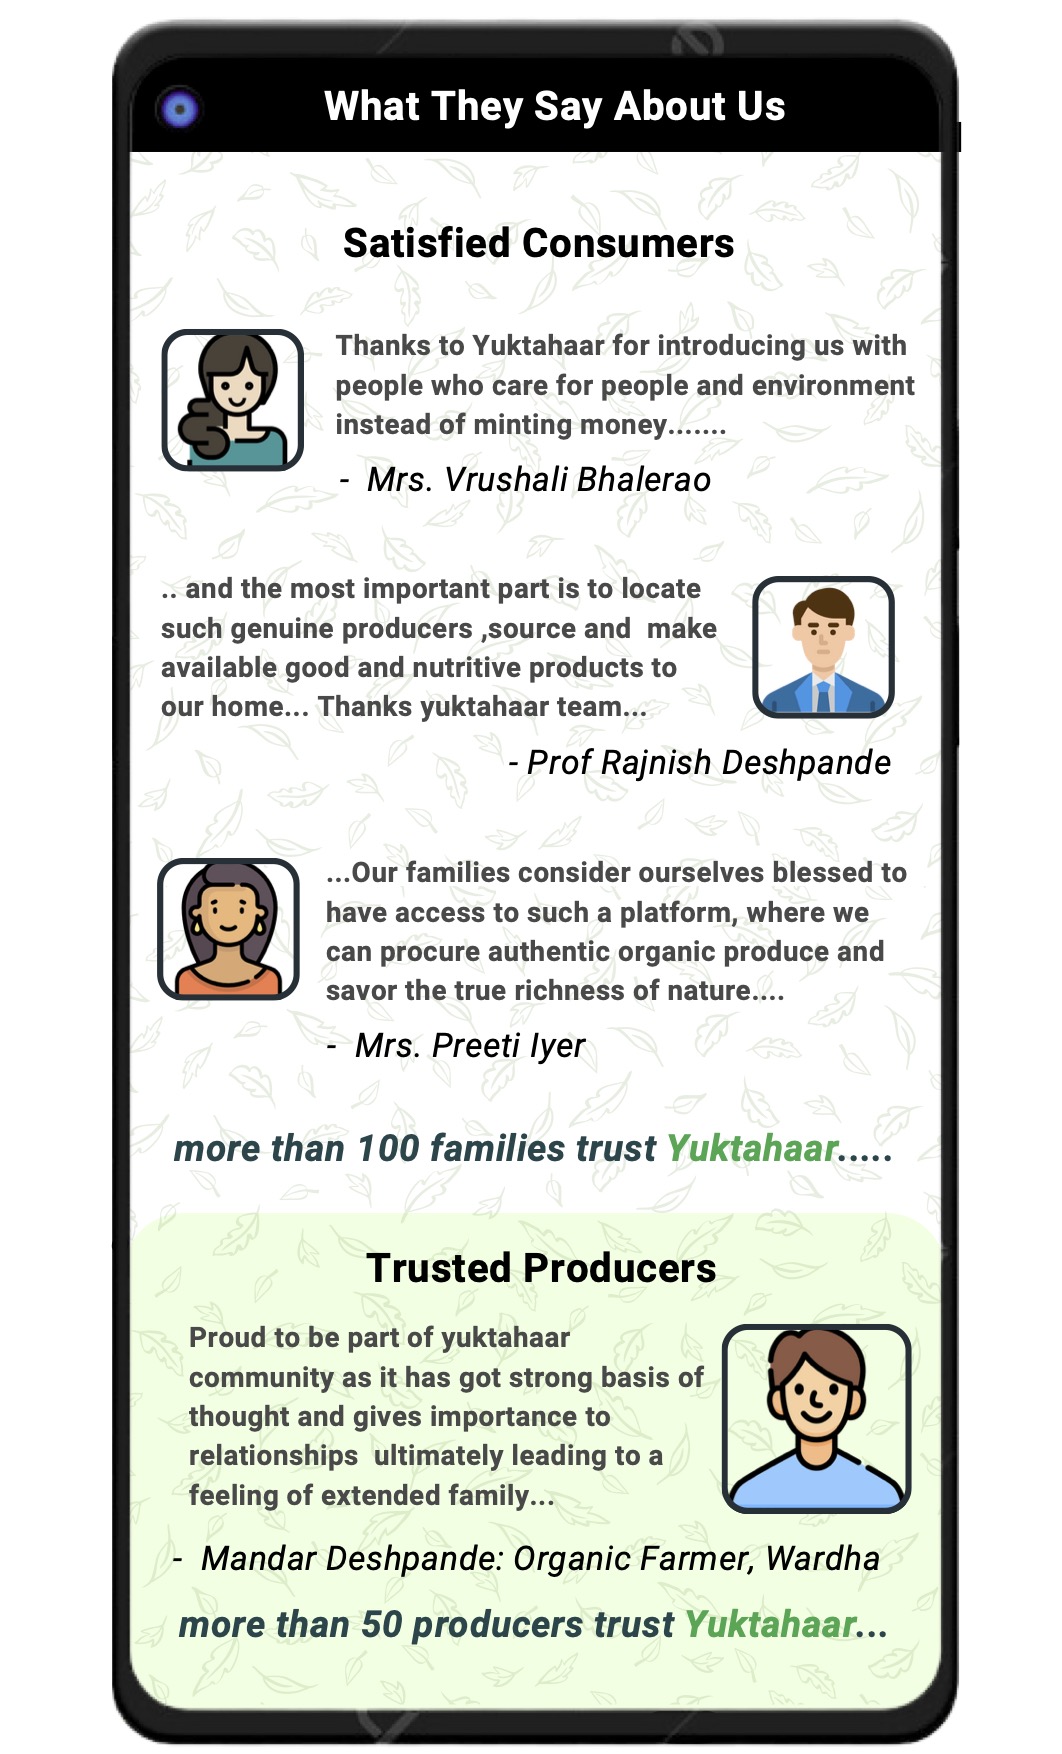 What They Say About Us
Satisfied Consumers
Thanks to Yuktahaar for introducing us with
people who care for people and environment
instead of minting money.......
- Mrs. Vrushali Bhalerao
.. and the most important part is to locate
such genuine producers ,source and  make
available good and nutritive products to
our home... Thanks yuktahaar team...
- Prof Rajnish Deshpande
...Our families consider ourselves blessed to
have access to such a platform, where we
can procure authentic organic produce and
savor the true richness of nature....
- Mrs. Preeti Iyer
more than 100 families trust Yuktahaar.....
Trusted Producers
Proud to be part of yuktahaar
community as it has got strong basis of
thought and gives importance to
relationships  ultimately leading to a
feeling of extended family...
- Mandar Deshpande: Organic Farmer, Wardha
more than 50 producers trust Yuktahaar...